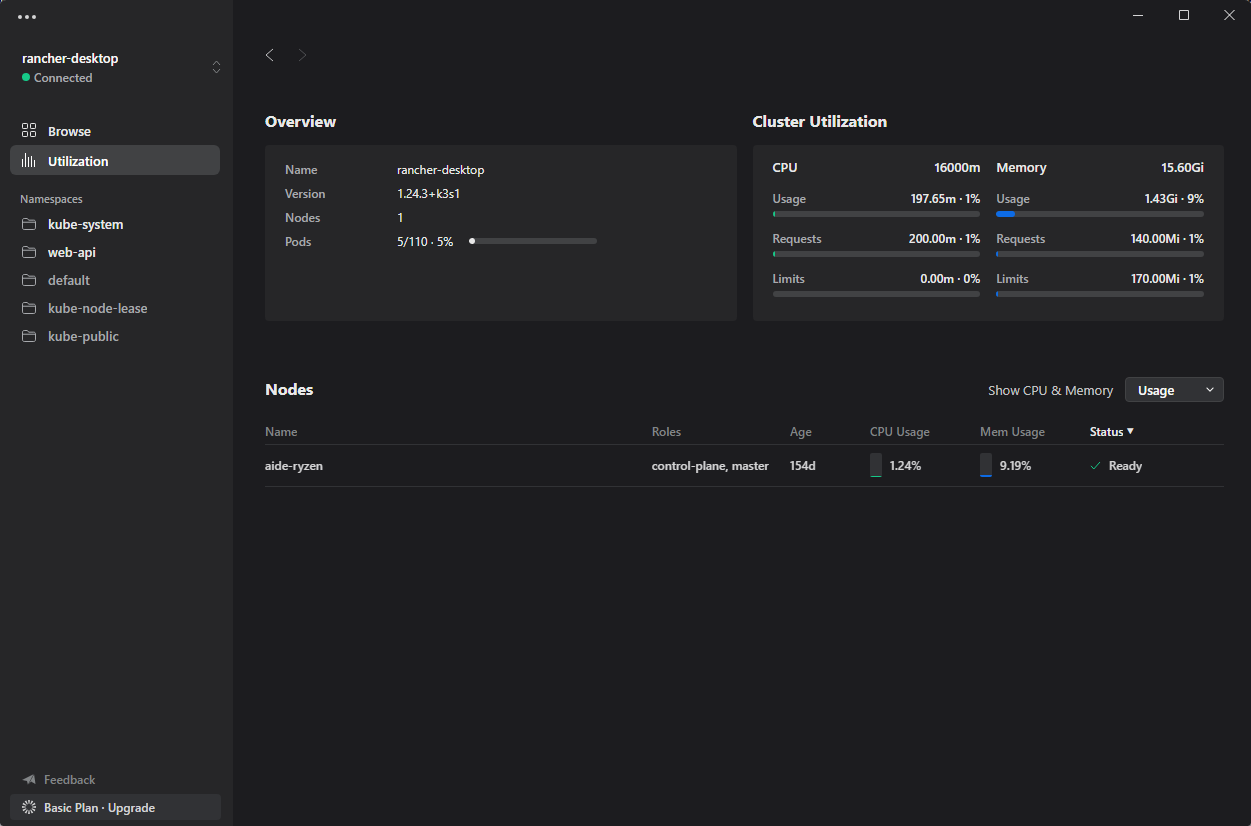 rancher-desktop
Connected
Browse
Utilization
Namespaces
kube-system
web-api
default
kube-node-lease
kube-public
Feedback
Basic Plan · Upgrade
Overview
Name rancher-desktop
Version 1.24.3+k3s1
Nodes 1
Pods 5/110 · 5%
Cluster Utilization
CPU 16000m
Usage 197.65m · 1%
Requests 200.00m · 1%
Limits 0.00m · 0%
Memory 15.60Gi
Usage 1.43Gi · 9%
Requests 140.00Mi · 1%
Limits 170.00Mi · 1%
Nodes
Show CPU & Memory Usage
Name Roles Age CPU Usage Mem Usage Status
aide-ryzen control-plane, master 154d 1.24% 9.19% Ready